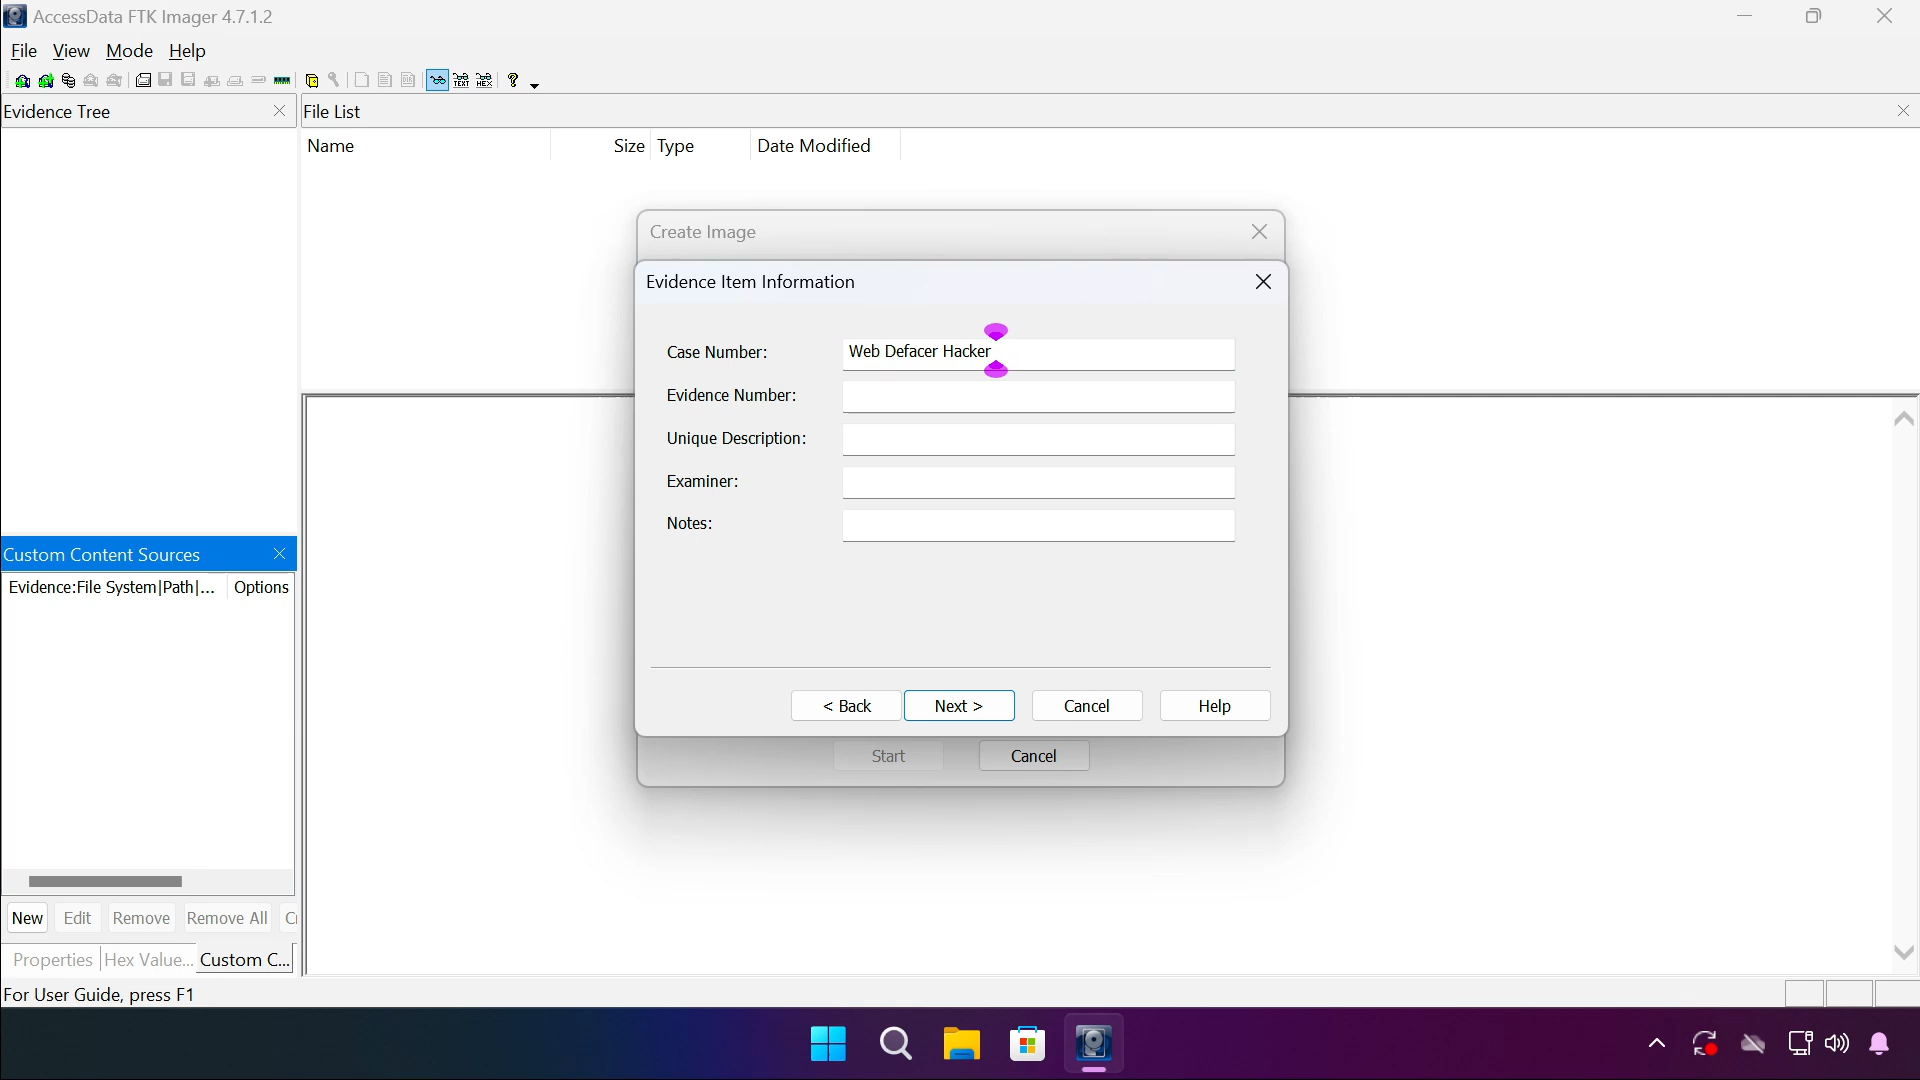 AccessData FTK Imager 4.7.1.2
File View Mode Help
Evidence Tree
File List
Name Size Type Date Modified
Create Image
Evidence Item Information
Case Number: Web Defacer Hacker
Evidence Number:
Unique Description:
Examiner:
Notes:
< Back Next > Cancel Help
Start Cancel
Custom Content Sources
Evidence:File System|Path|... Options
New Edit Remove Remove All
Properties Hex Value... Custom C...
For User Guide, press F1